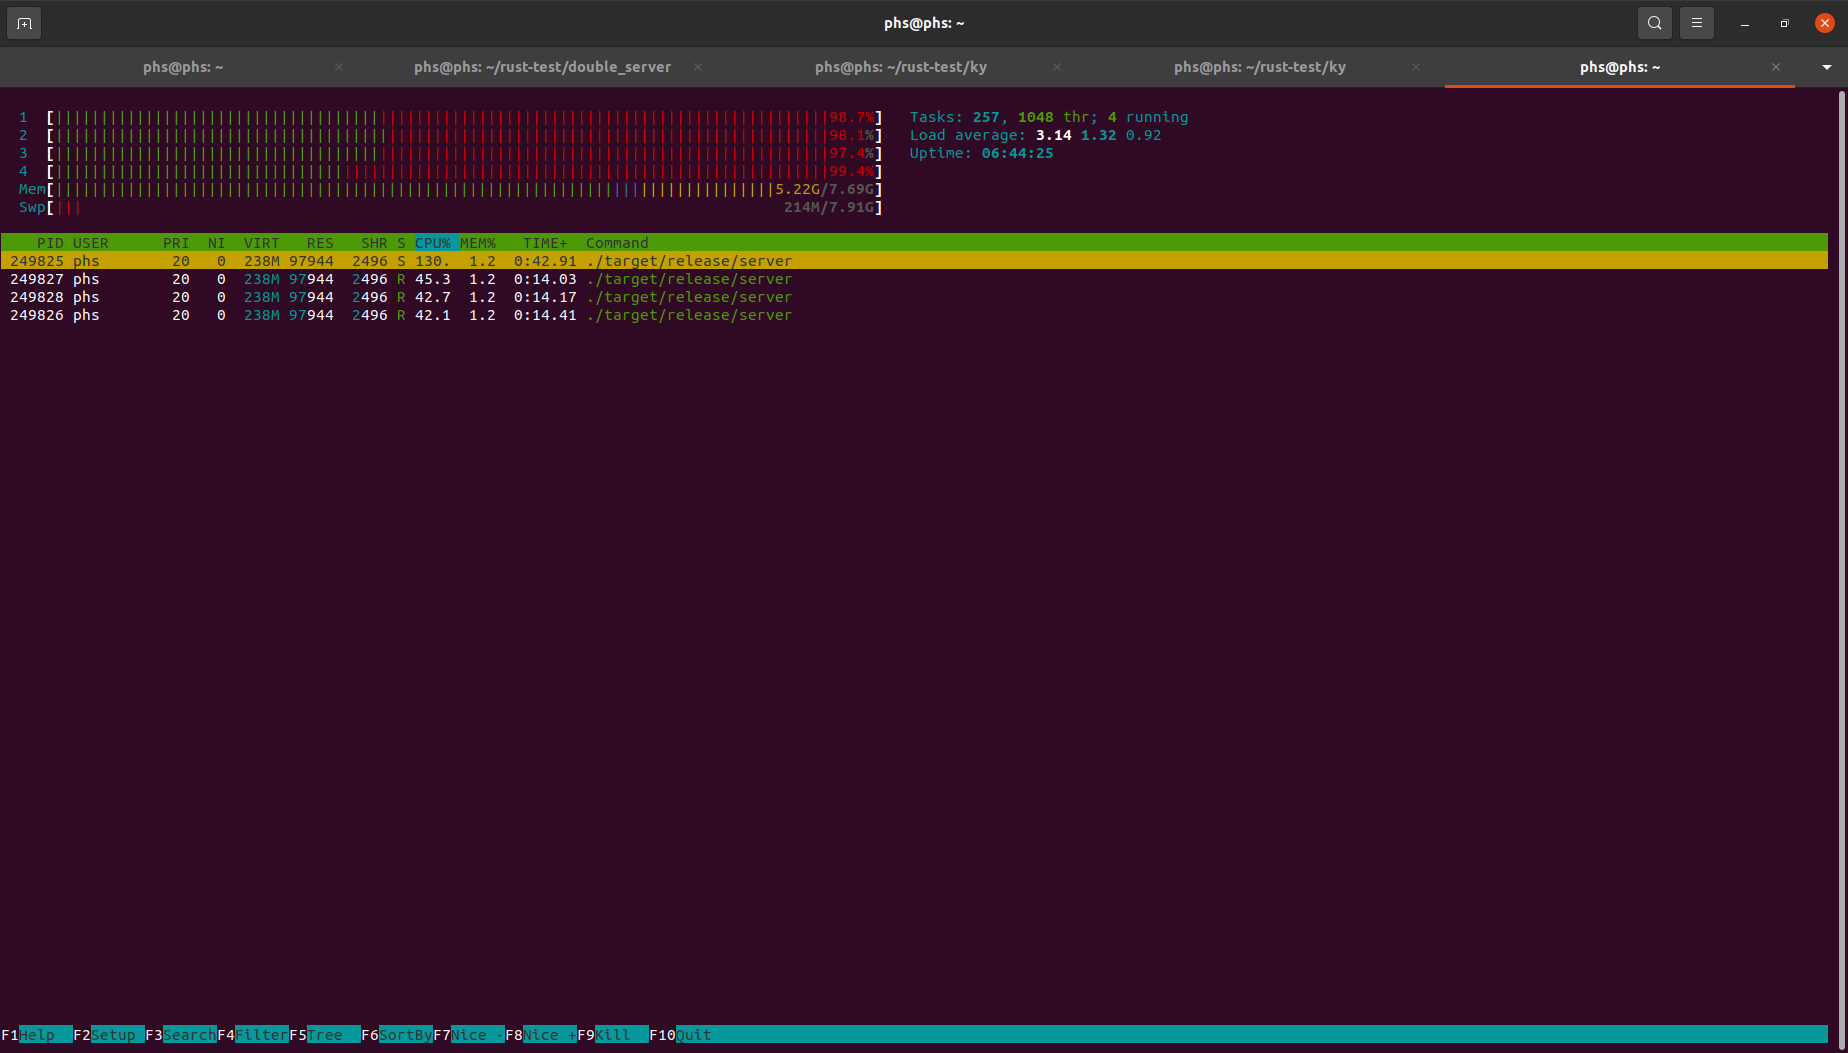 phs@phs: ~
phs@phs: ~ phs@phs: ~/rust-test/double_server phs@phs: ~/rust-test/ky phs@phs: ~/rust-test/ky phs@phs: ~
1 [||||||||||||||||||||||||||||||||||||||||||||||||||||||||||||||||||||||||||||||||||||||98.7%] Tasks: 257, 1048 thr; 4 running
2 [||||||||||||||||||||||||||||||||||||||||||||||||||||||||||||||||||||||||||||||||||||||98.1%] Load average: 3.14 1.32 0.92
3 [||||||||||||||||||||||||||||||||||||||||||||||||||||||||||||||||||||||||||||||||||||||97.4%] Uptime: 06:44:25
4 [||||||||||||||||||||||||||||||||||||||||||||||||||||||||||||||||||||||||||||||||||||||99.4%]
Mem[||||||||||||||||||||||||||||||||||||||||||||||||||||||||||||||||||||||||||||||||5.22G/7.69G]
Swp[||| 214M/7.91G]
PID USER PRI NI VIRT RES SHR S CPU% MEM% TIME+ Command
249825 phs 20 0 238M 97944 2496 S 130. 1.2 0:42.91 ./target/release/server
249827 phs 20 0 238M 97944 2496 R 45.3 1.2 0:14.03 ./target/release/server
249828 phs 20 0 238M 97944 2496 R 42.7 1.2 0:14.17 ./target/release/server
249826 phs 20 0 238M 97944 2496 R 42.1 1.2 0:14.41 ./target/release/server
F1Help F2Setup F3SearchF4FilterF5Tree F6SortByF7Nice -F8Nice +F9Kill F10Quit